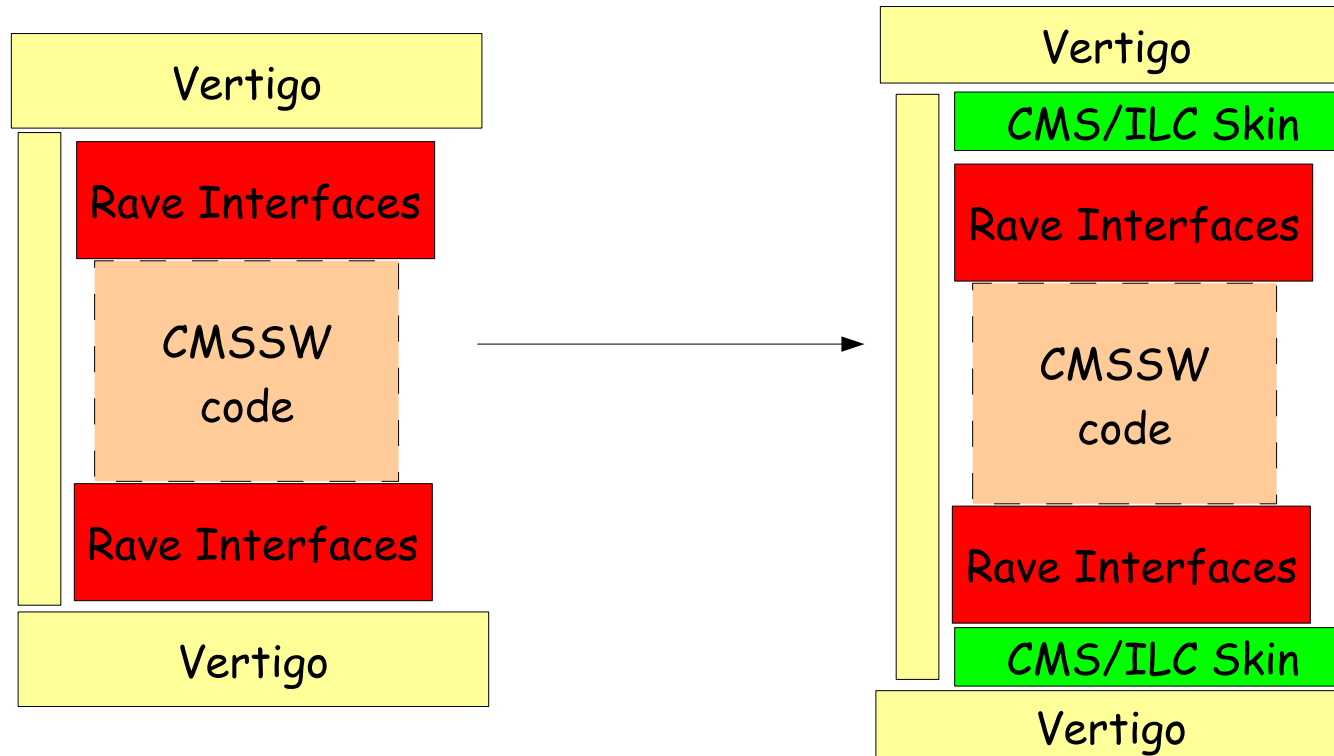 Vertigo
Rave Interfaces
CMSSW
code
Rave Interfaces
Vertigo
Vertigo
CMS/ILC Skin
Rave Interfaces
CMSSW
code
Rave Interfaces
CMS/ILC Skin
Vertigo